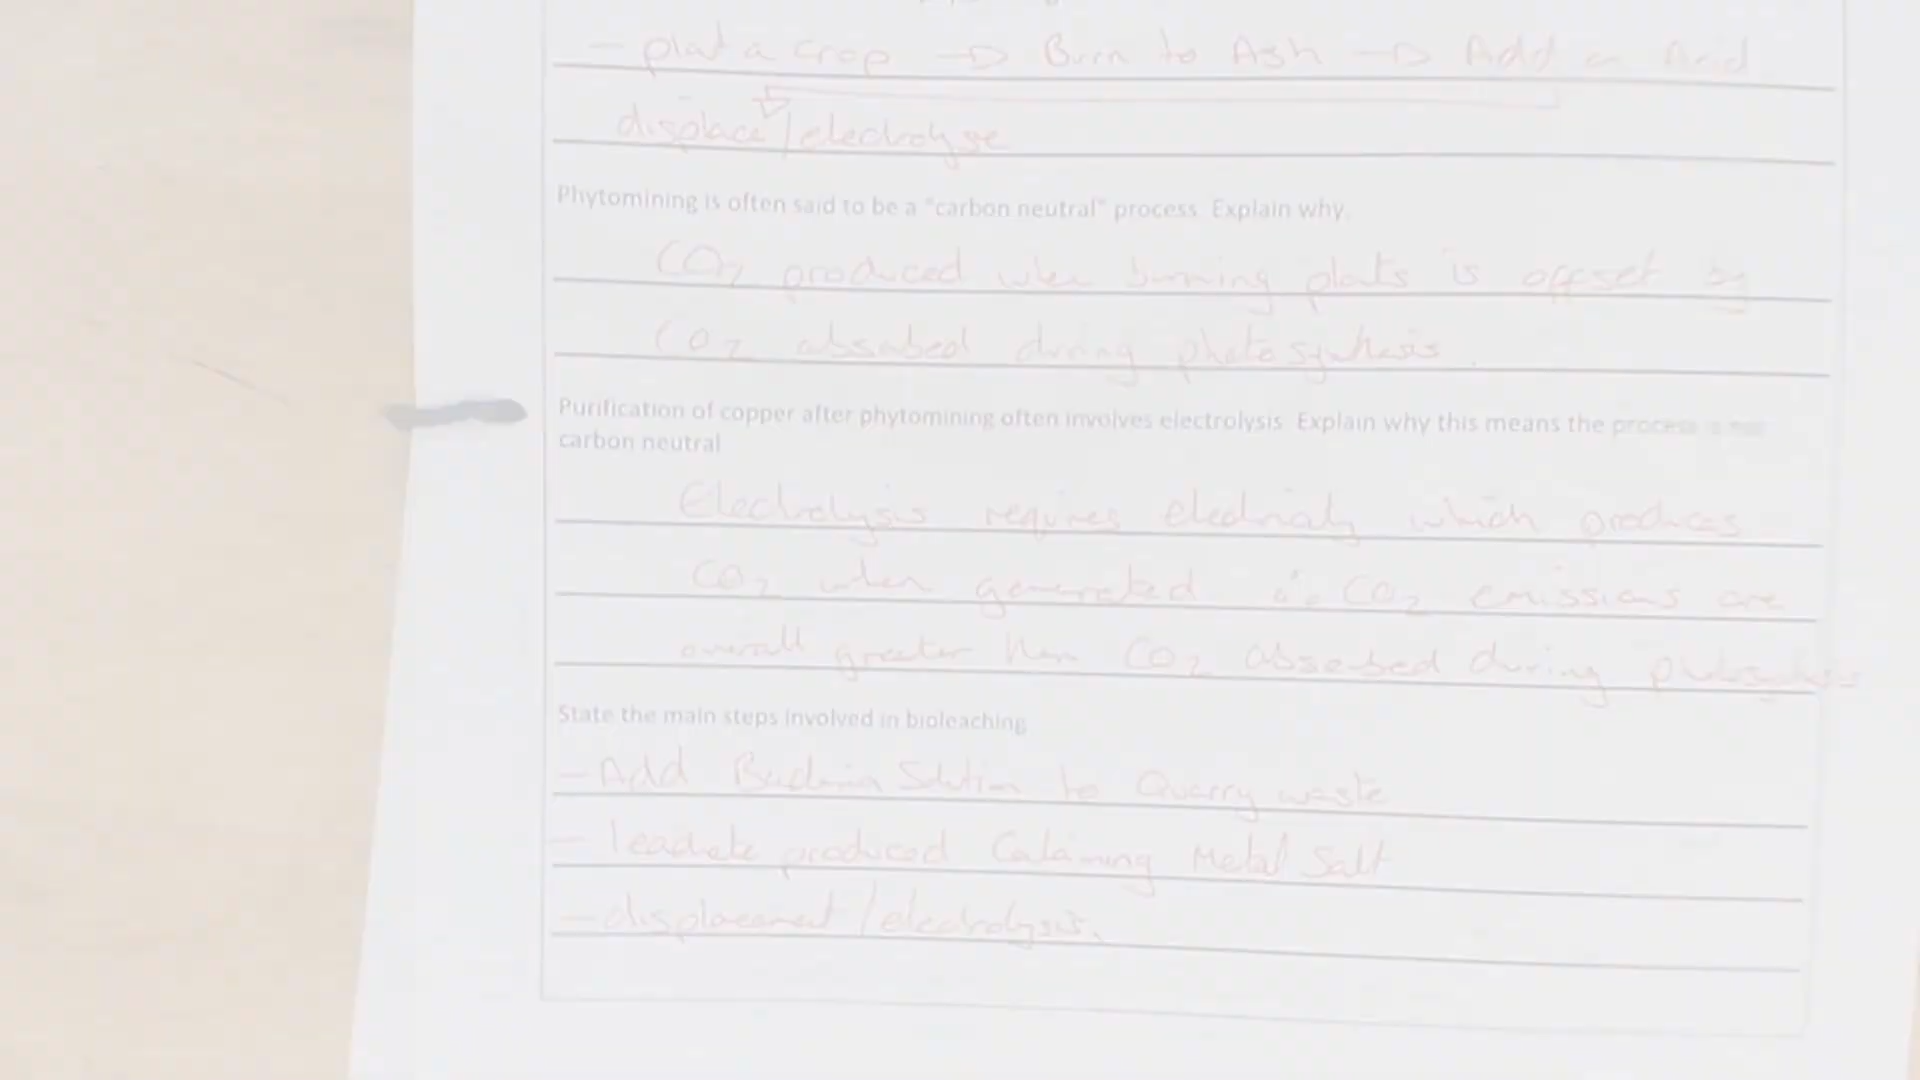 - plat a crop → Burn to Ash → Add an Acid
displace/electrolyse
Phytomining is often said to be a "carbon neutral" process. Explain why.
CO2 produced when burning plants is offset by
CO2 absorbed during photosynthesis.
Purification of copper after phytomining often involves electrolysis. Explain why this means the process is not
carbon neutral
Electrolysis requires electricity which produces
CO2 when generated ∴ CO2 emissions are
overall greater than CO2 absorbed during photosynthesis
State the main steps involved in bioleaching
- Add Bacteria Solution to Quarry waste
- leachate produced Containing Metal Salt
- displacement/electrolysis.